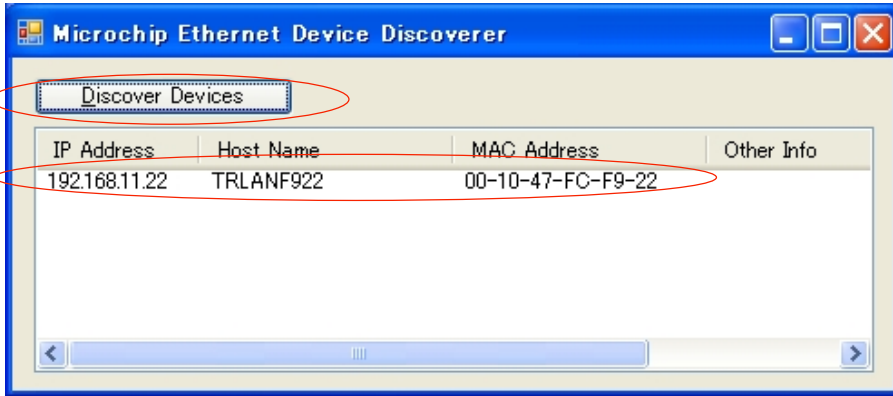 Microchip Ethernet Device Discoverer
Discover Devices
IP Address Host Name MAC Address Other Info
192.168.11.22 TRLANF922 00-10-47-FC-F9-22